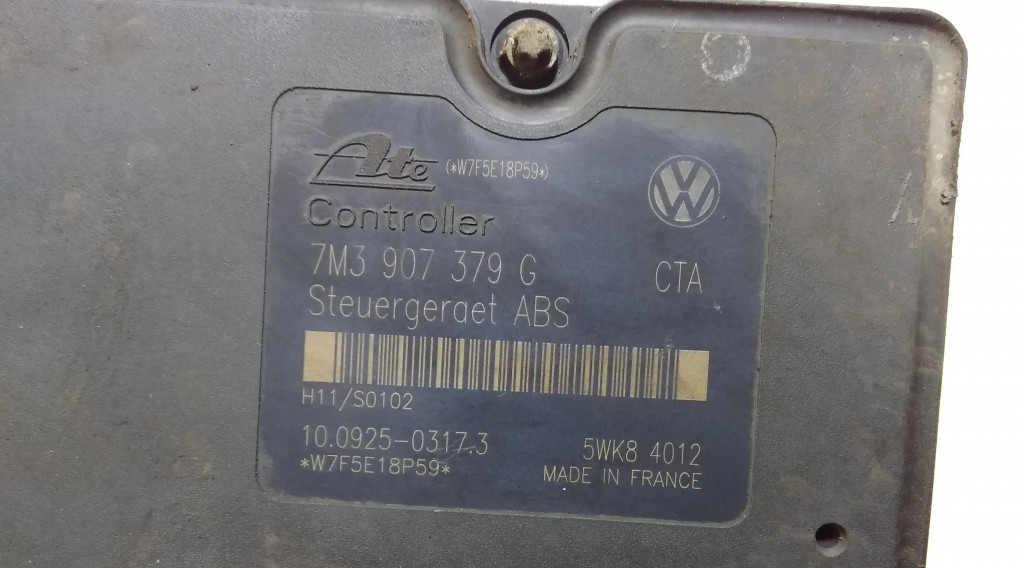 Ate (*W7F5E18P59*)
Controller
7M3 907 379 G CTA
Steuergeraet ABS
H11/S0102
10.0925-0317.3 5WK8 4012
*W7F5E18P59* MADE IN FRANCE